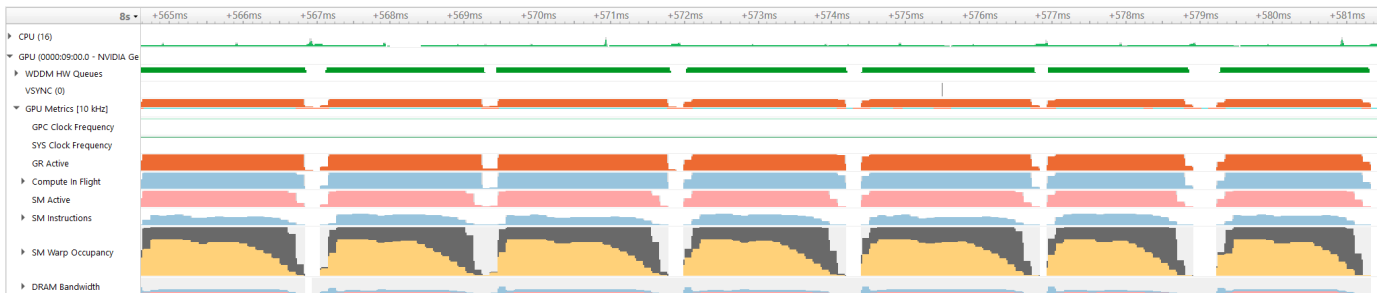 8s +565ms +566ms +567ms +568ms +569ms +570ms +571ms +572ms +573ms +574ms +575ms +576ms +577ms +578ms +579ms +580ms +581ms
CPU (16)
GPU (0000:09:00.0 - NVIDIA Ge
WDDM HW Queues
VSYNC (0)
GPU Metrics [10 kHz]
GPC Clock Frequency
SYS Clock Frequency
GR Active
Compute In Flight
SM Active
SM Instructions
SM Warp Occupancy
DRAM Bandwidth